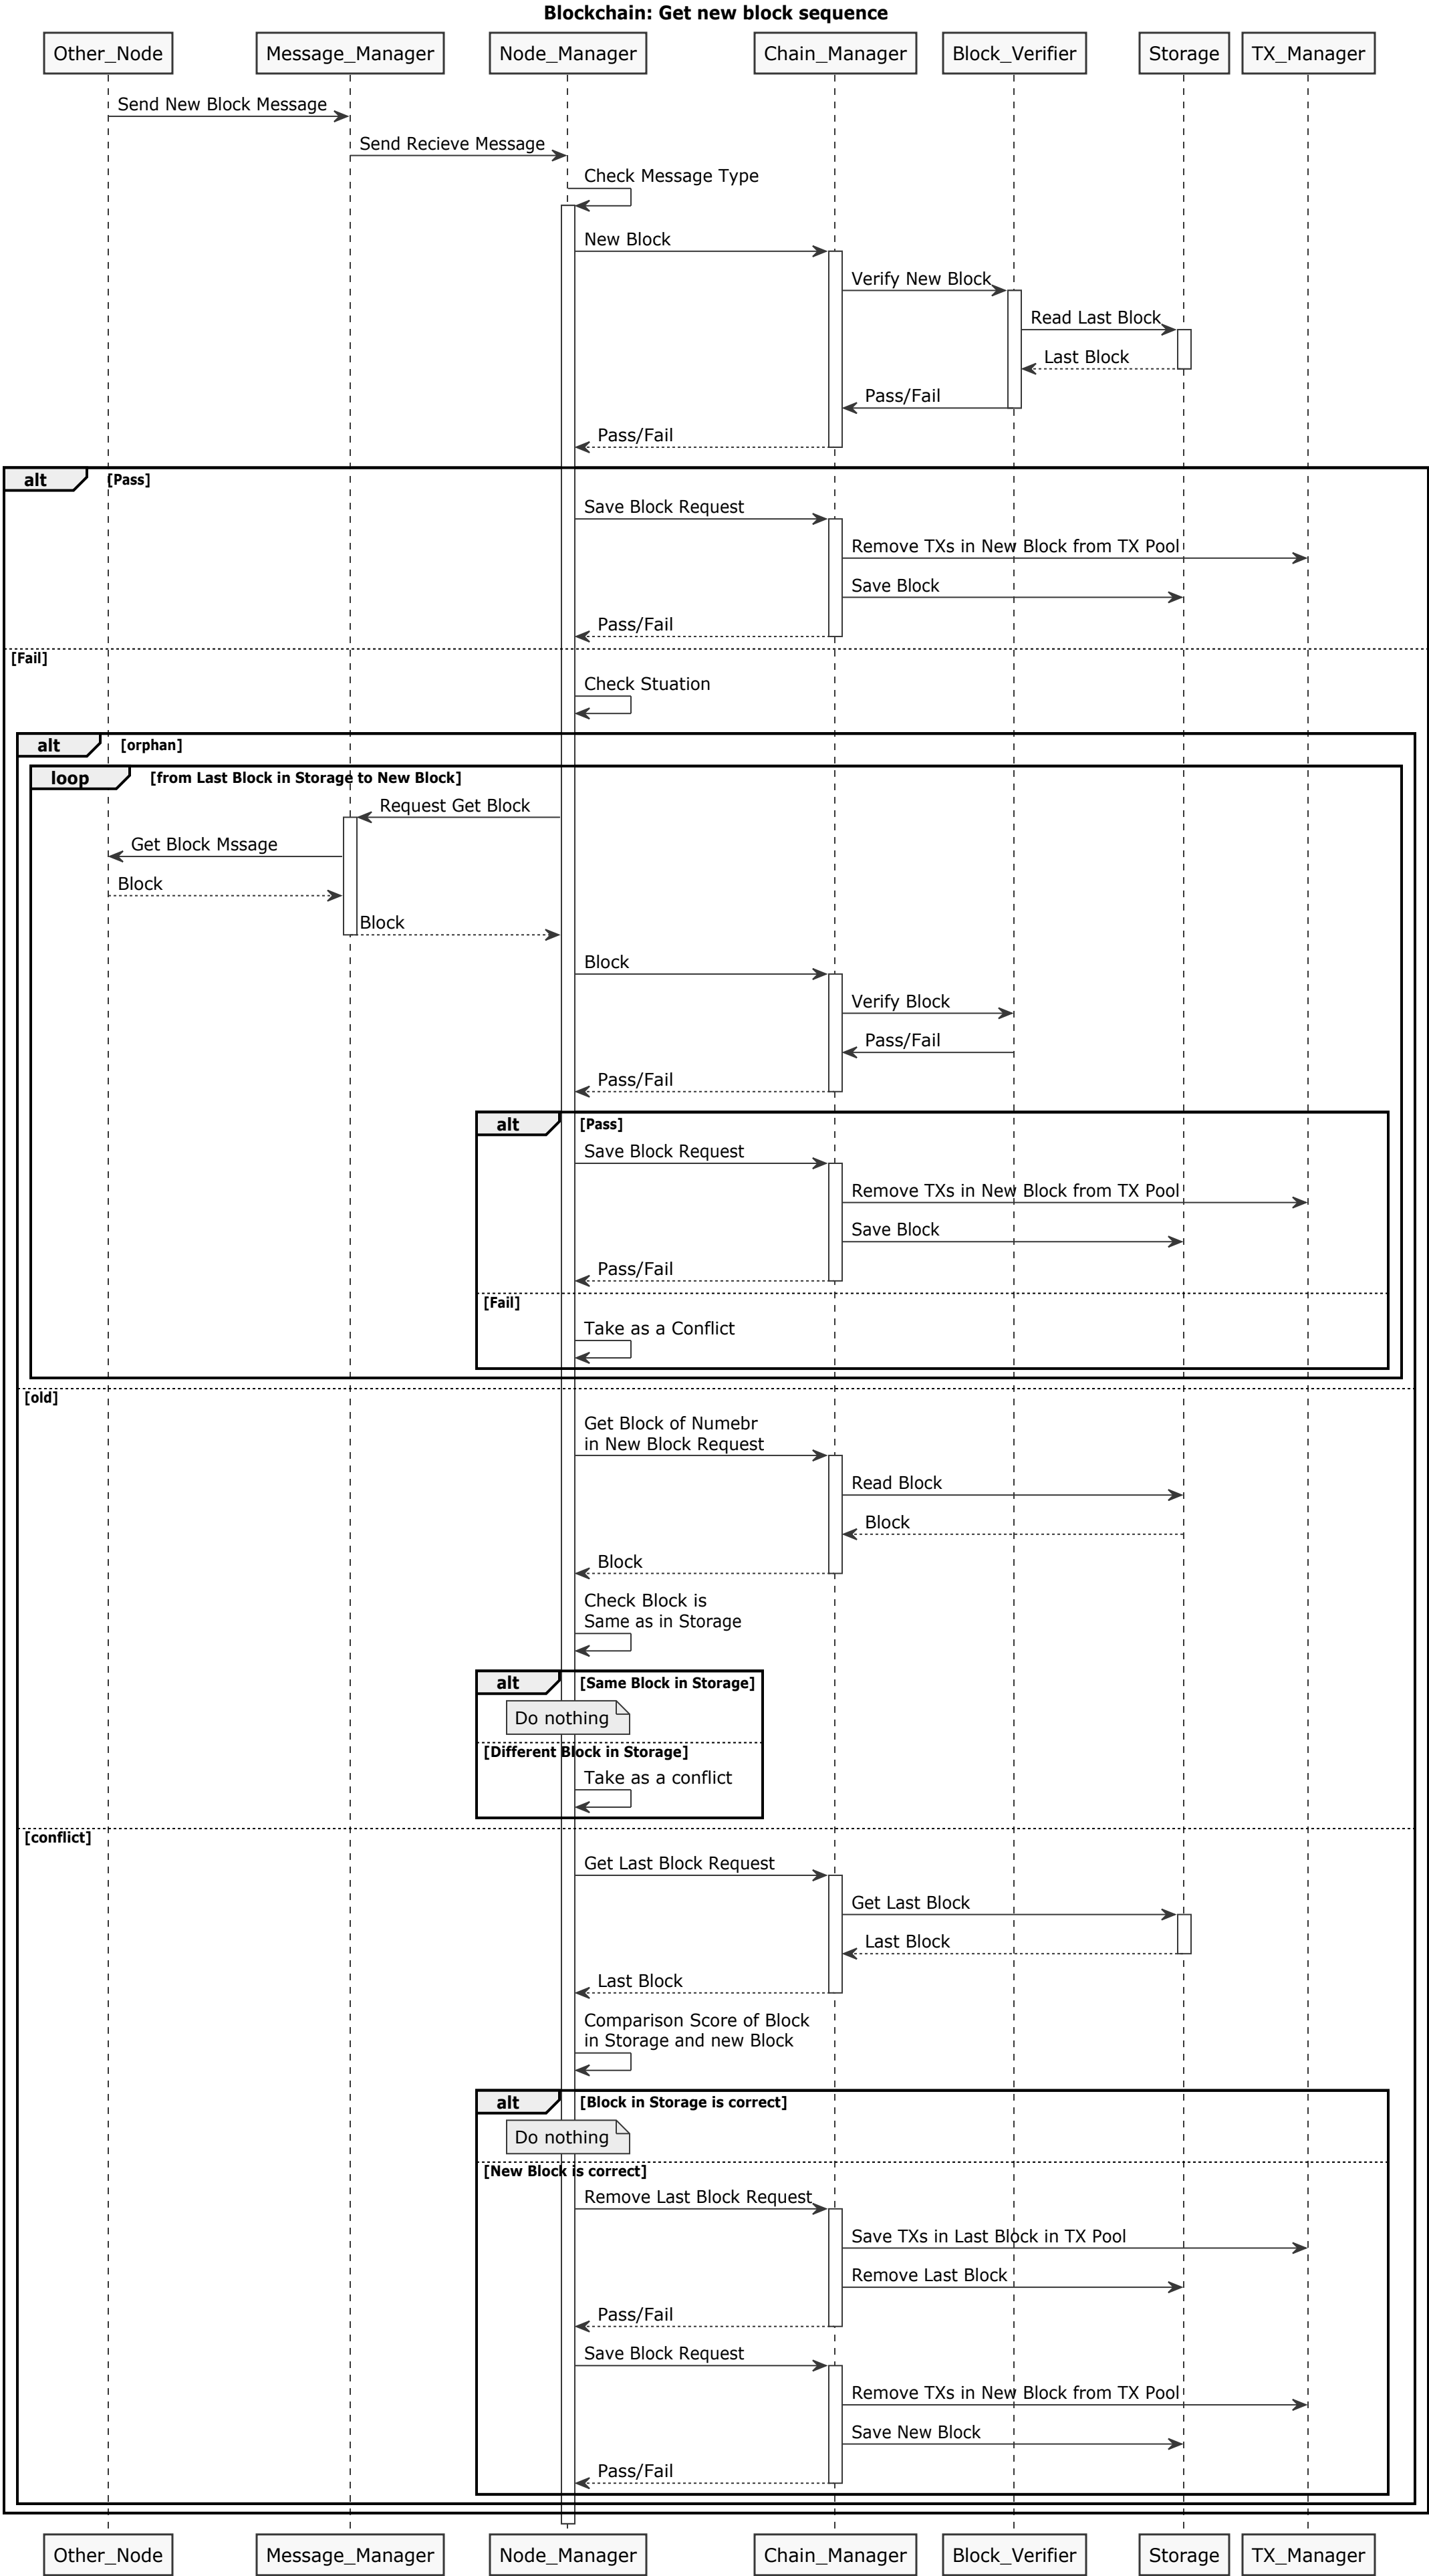 Blockchain: Get new block sequence
Other_Node
Message_Manager
Node_Manager
Chain_Manager
Block_Verifier
Storage
TX_Manager
Send New Block Message
Send Recieve Message
Check Message Type
New Block
Verify New Block
Read Last Block
Last Block
Pass/Fail
Pass/Fail
alt
[Pass]
Save Block Request
Remove TXs in New Block from TX Pool
Save Block
Pass/Fail
[Fail]
Check Stuation
alt
[orphan]
loop
[from Last Block in Storage to New Block]
Request Get Block
Get Block Mssage
Block
Block
Block
Verify Block
Pass/Fail
Pass/Fail
alt
[Pass]
Save Block Request
Remove TXs in New Block from TX Pool
Save Block
Pass/Fail
[Fail]
Take as a Conflict
[old]
Get Block of Numebr
in New Block Request
Read Block
Block
Block
Check Block is
Same as in Storage
alt
[Same Block in Storage]
Do nothing
[Different Block in Storage]
Take as a conflict
[conflict]
Get Last Block Request
Get Last Block
Last Block
Last Block
Comparison Score of Block
in Storage and new Block
alt
[Block in Storage is correct]
Do nothing
[New Block is correct]
Remove Last Block Request
Save TXs in Last Block in TX Pool
Remove Last Block
Pass/Fail
Save Block Request
Remove TXs in New Block from TX Pool
Save New Block
Pass/Fail
Other_Node
Message_Manager
Node_Manager
Chain_Manager
Block_Verifier
Storage
TX_Manager